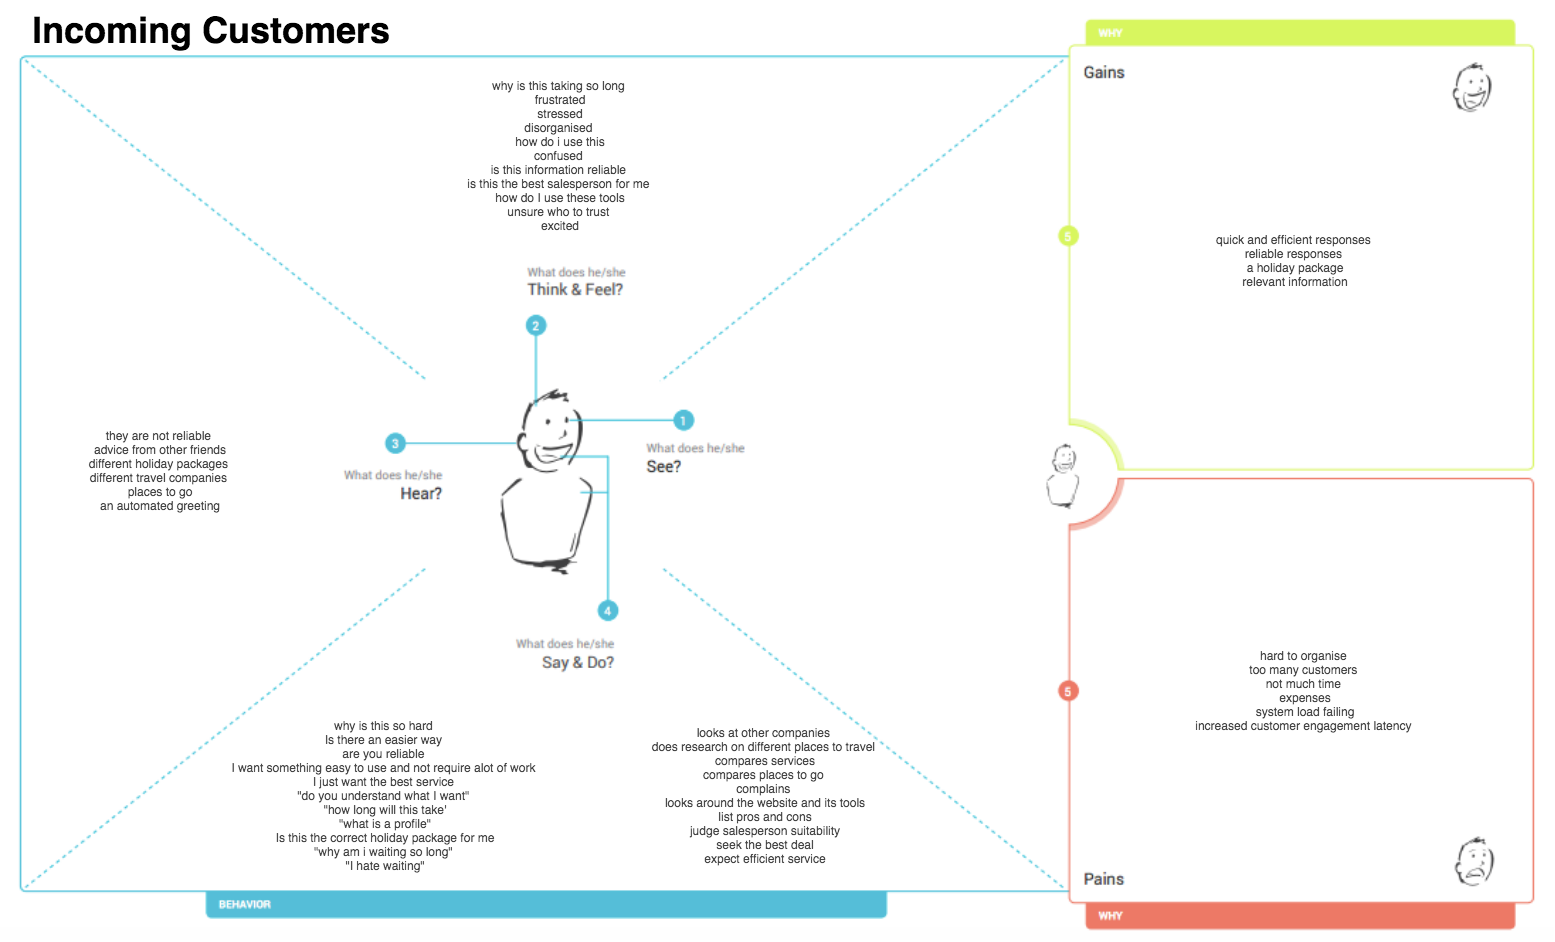 Incoming Customers
WHY
Gains
why is this taking so long
frustrated
stressed
disorganised
how do i use this
confused
is this information reliable
is this the best salesperson for me
how do I use these tools
unsure who to trust
excited
What does he/she
Think & Feel?
2
5
quick and efficient responses
reliable responses
a holiday package
relevant information
1
What does he/she
See?
3
What does he/she
Hear?
they are not reliable
advice from other friends
different holiday packages
different travel companies
places to go
an automated greeting
4
What does he/she
Say & Do?
why is this so hard
Is there an easier way
are you reliable
I want something easy to use and not require alot of work
I just want the best service
"do you understand what I want"
"how long will this take'
"what is a profile"
Is this the correct holiday package for me
"why am i waiting so long"
"I hate waiting"
looks at other companies
does research on different places to travel
compares services
compares places to go
complains
looks around the website and its tools
list pros and cons
judge salesperson suitability
seek the best deal
expect efficient service
5
hard to organise
too many customers
not much time
expenses
system load failing
increased customer engagement latency
Pains
BEHAVIOR
WHY